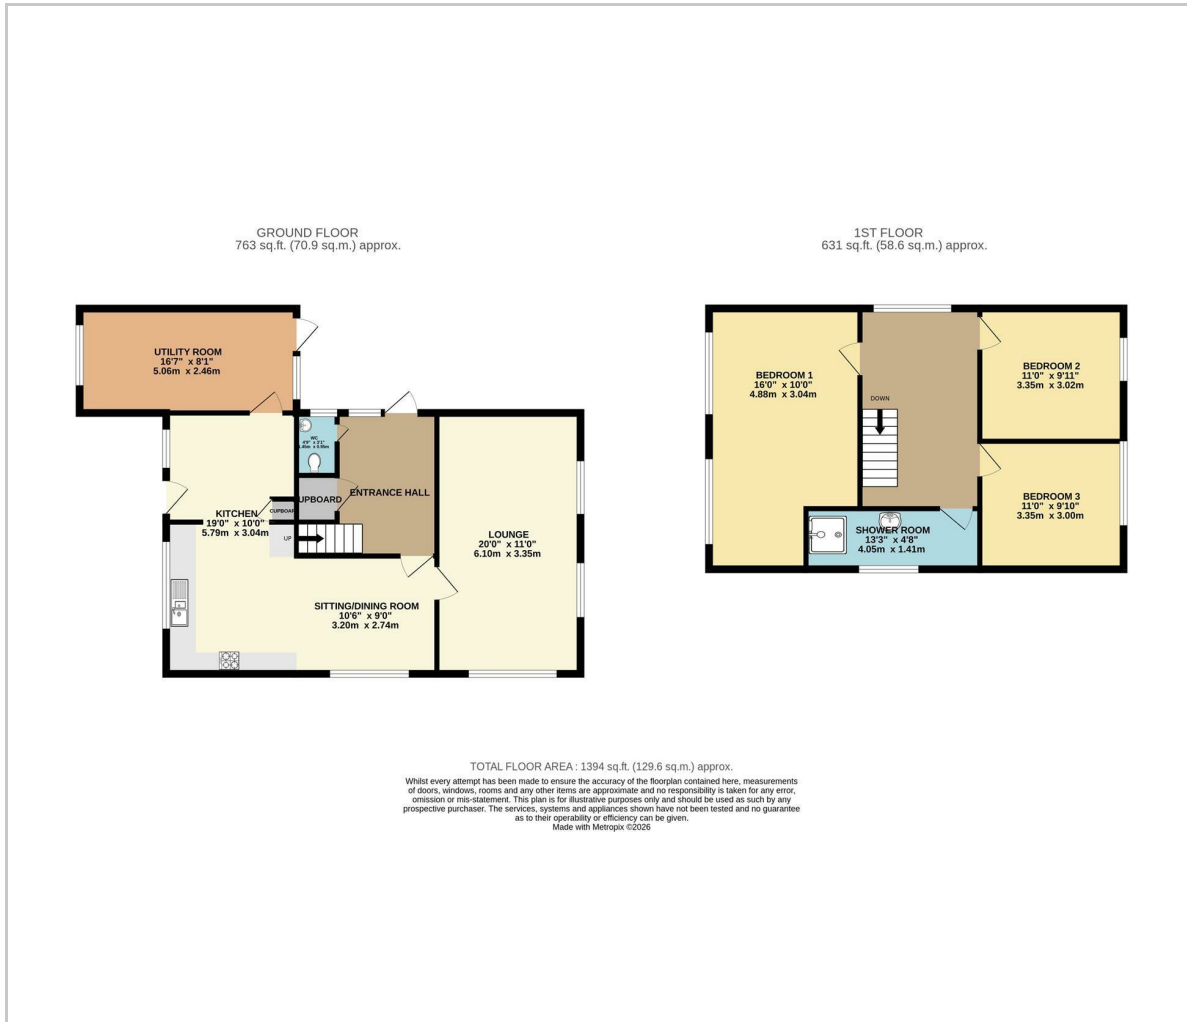 GROUND FLOOR
763 sq.ft. (70.9 sq.m.) approx.
UTILITY ROOM
16'7" x 8'1"
5.06m x 2.46m
WC
4'9" x 3'1"
UPBOARD
ENTRANCE HALL
CUPBOAR
KITCHEN
19'0" x 10'0"
5.79m x 3.04m
UP
LOUNGE
20'0" x 11'0"
6.10m x 3.35m
SITTING/DINING ROOM
10'6" x 9'0"
3.20m x 2.74m
1ST FLOOR
631 sq.ft. (58.6 sq.m.) approx.
BEDROOM 1
16'0" x 10'0"
4.88m x 3.04m
DOWN
BEDROOM 2
11'0" x 9'11"
3.35m x 3.02m
BEDROOM 3
11'0" x 9'10"
3.35m x 3.00m
SHOWER ROOM
13'3" x 4'8"
4.05m x 1.41m
TOTAL FLOOR AREA : 1394 sq.ft. (129.6 sq.m.) approx.
Whilst every attempt has been made to ensure the accuracy of the floorplan contained here, measurements
of doors, windows, rooms and any other items are approximate and no responsibility is taken for any error,
omission or mis-statement. This plan is for illustrative purposes only and should be used as such by any
prospective purchaser. The services, systems and appliances shown have not been tested and no guarantee
as to their operability or efficiency can be given.
Made with Metropix ©2026